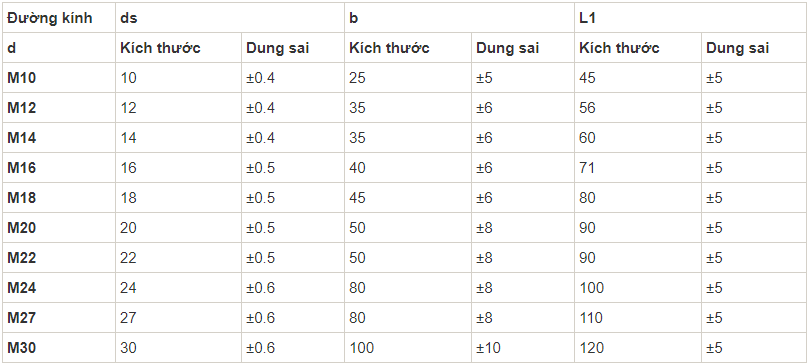 Đường kính ds b L1
d Kích thước Dung sai Kích thước Dung sai Kích thước Dung sai
M10 10 ±0.4 25 ±5 45 ±5
M12 12 ±0.4 35 ±6 56 ±5
M14 14 ±0.4 35 ±6 60 ±5
M16 16 ±0.5 40 ±6 71 ±5
M18 18 ±0.5 45 ±6 80 ±5
M20 20 ±0.5 50 ±8 90 ±5
M22 22 ±0.5 50 ±8 90 ±5
M24 24 ±0.6 80 ±8 100 ±5
M27 27 ±0.6 80 ±8 110 ±5
M30 30 ±0.6 100 ±10 120 ±5